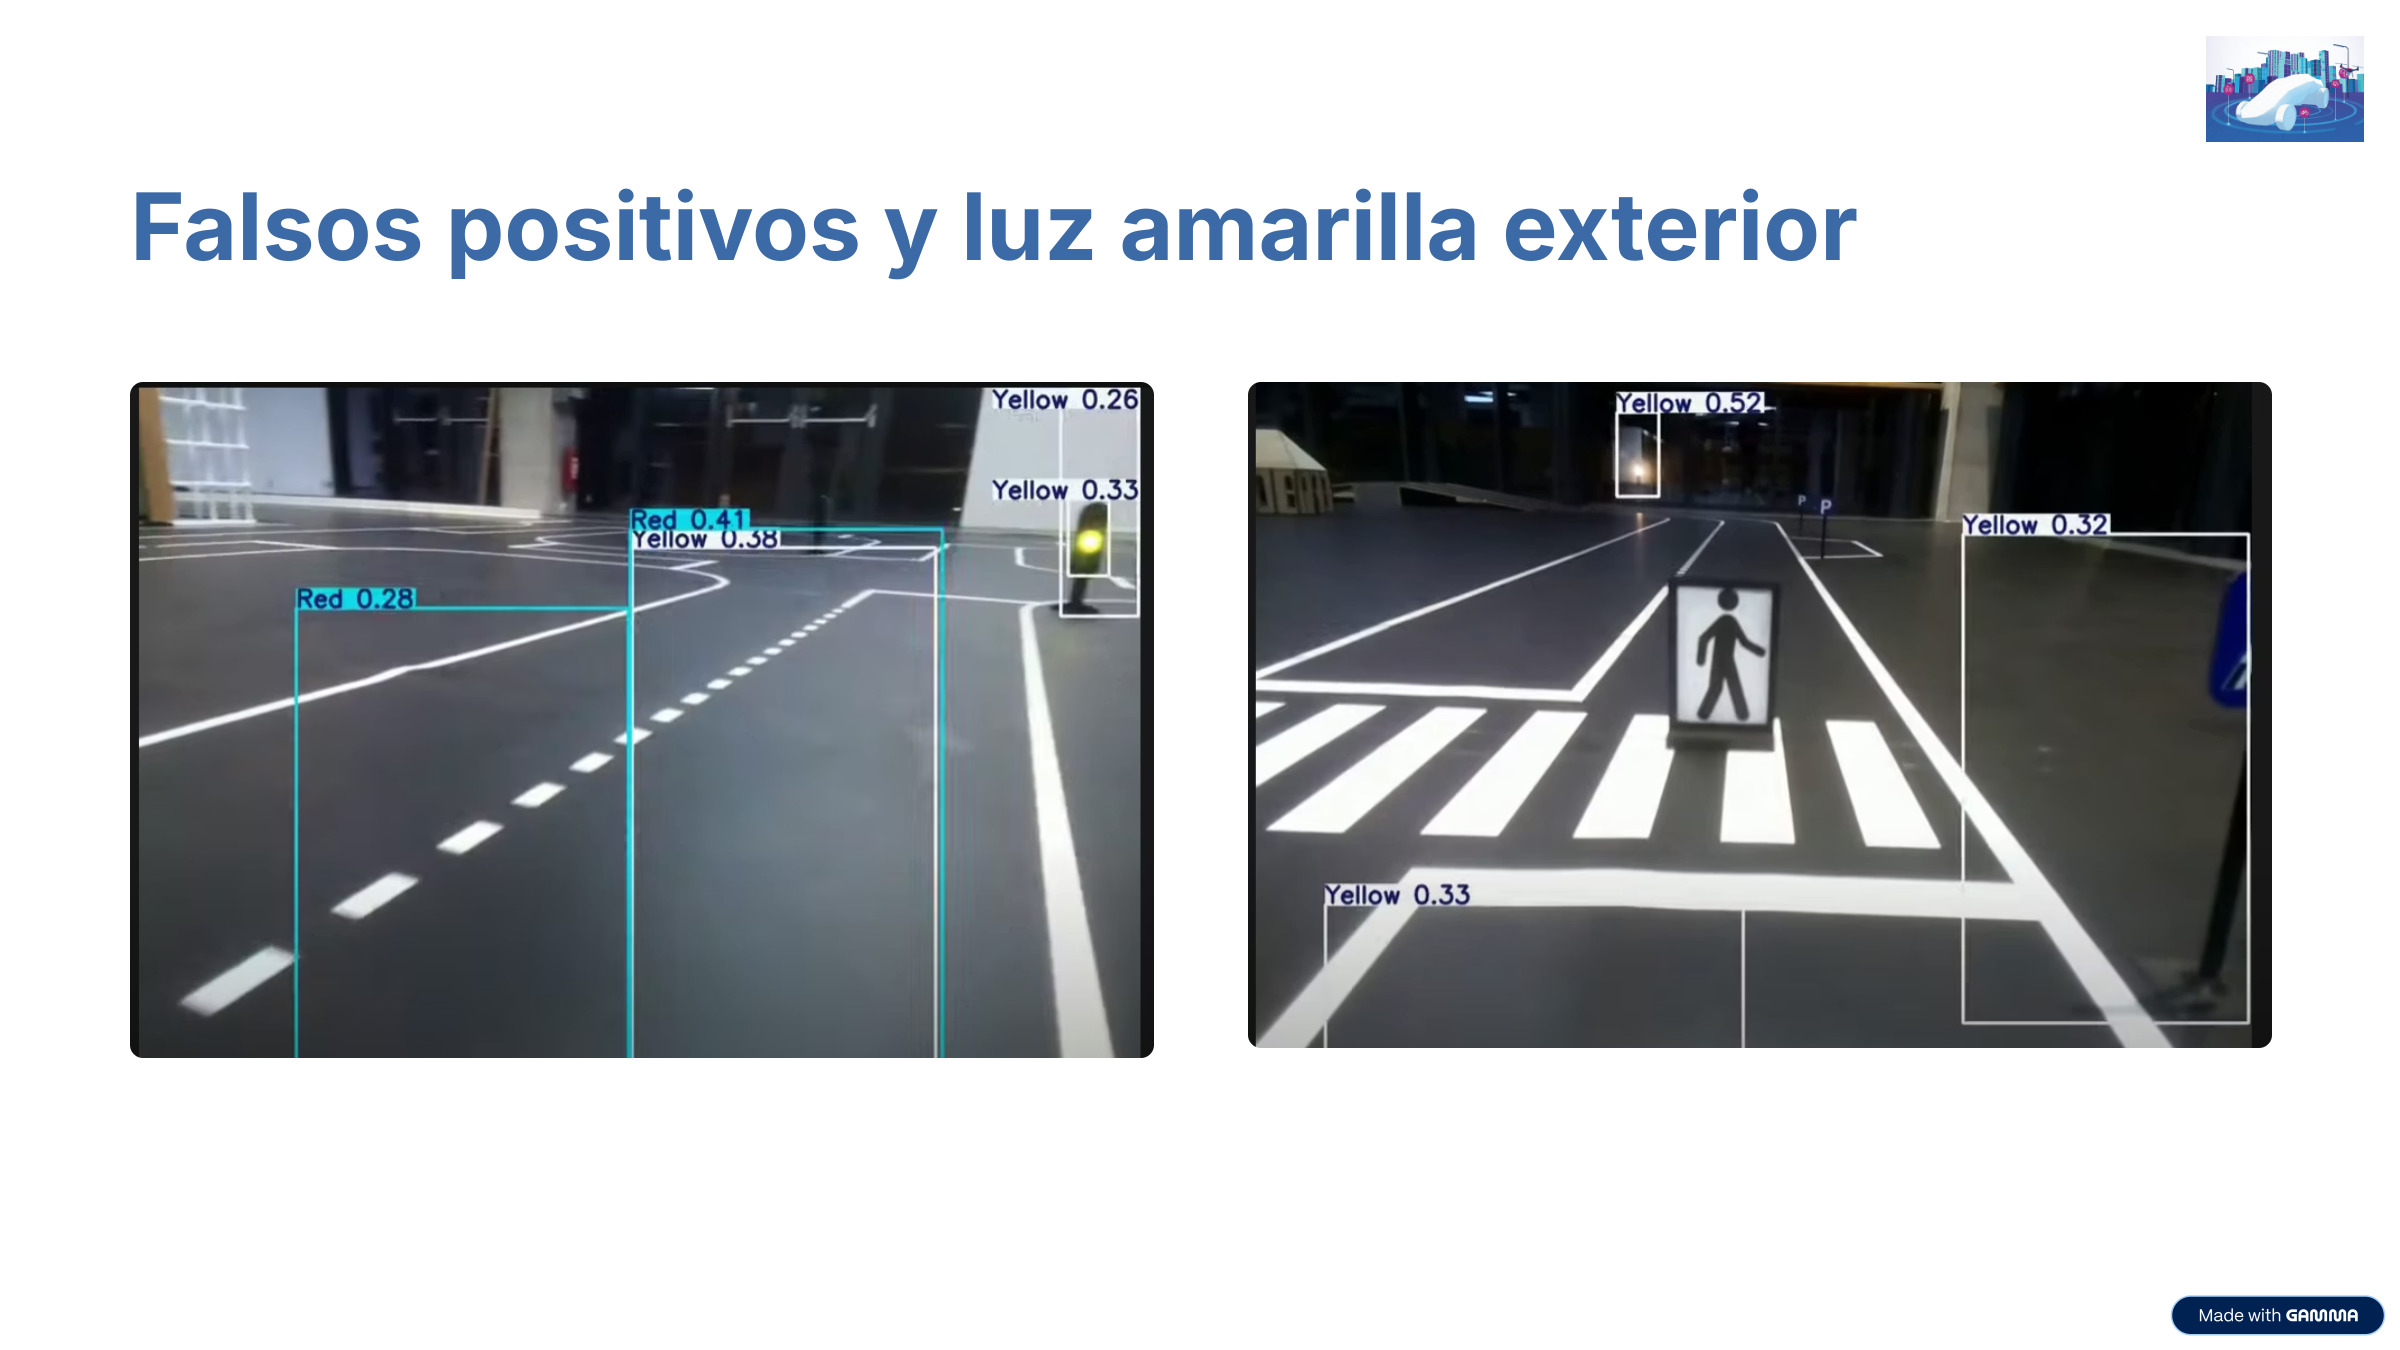 Falsos positivos y luz amarilla exterior
Yellow 0.26
Yellow 0.33
Red 0.41
Yellow 0.38
Red 0.28
Yellow 0.52
P P
Yellow 0.32
Yellow 0.33
Made with GAMMA